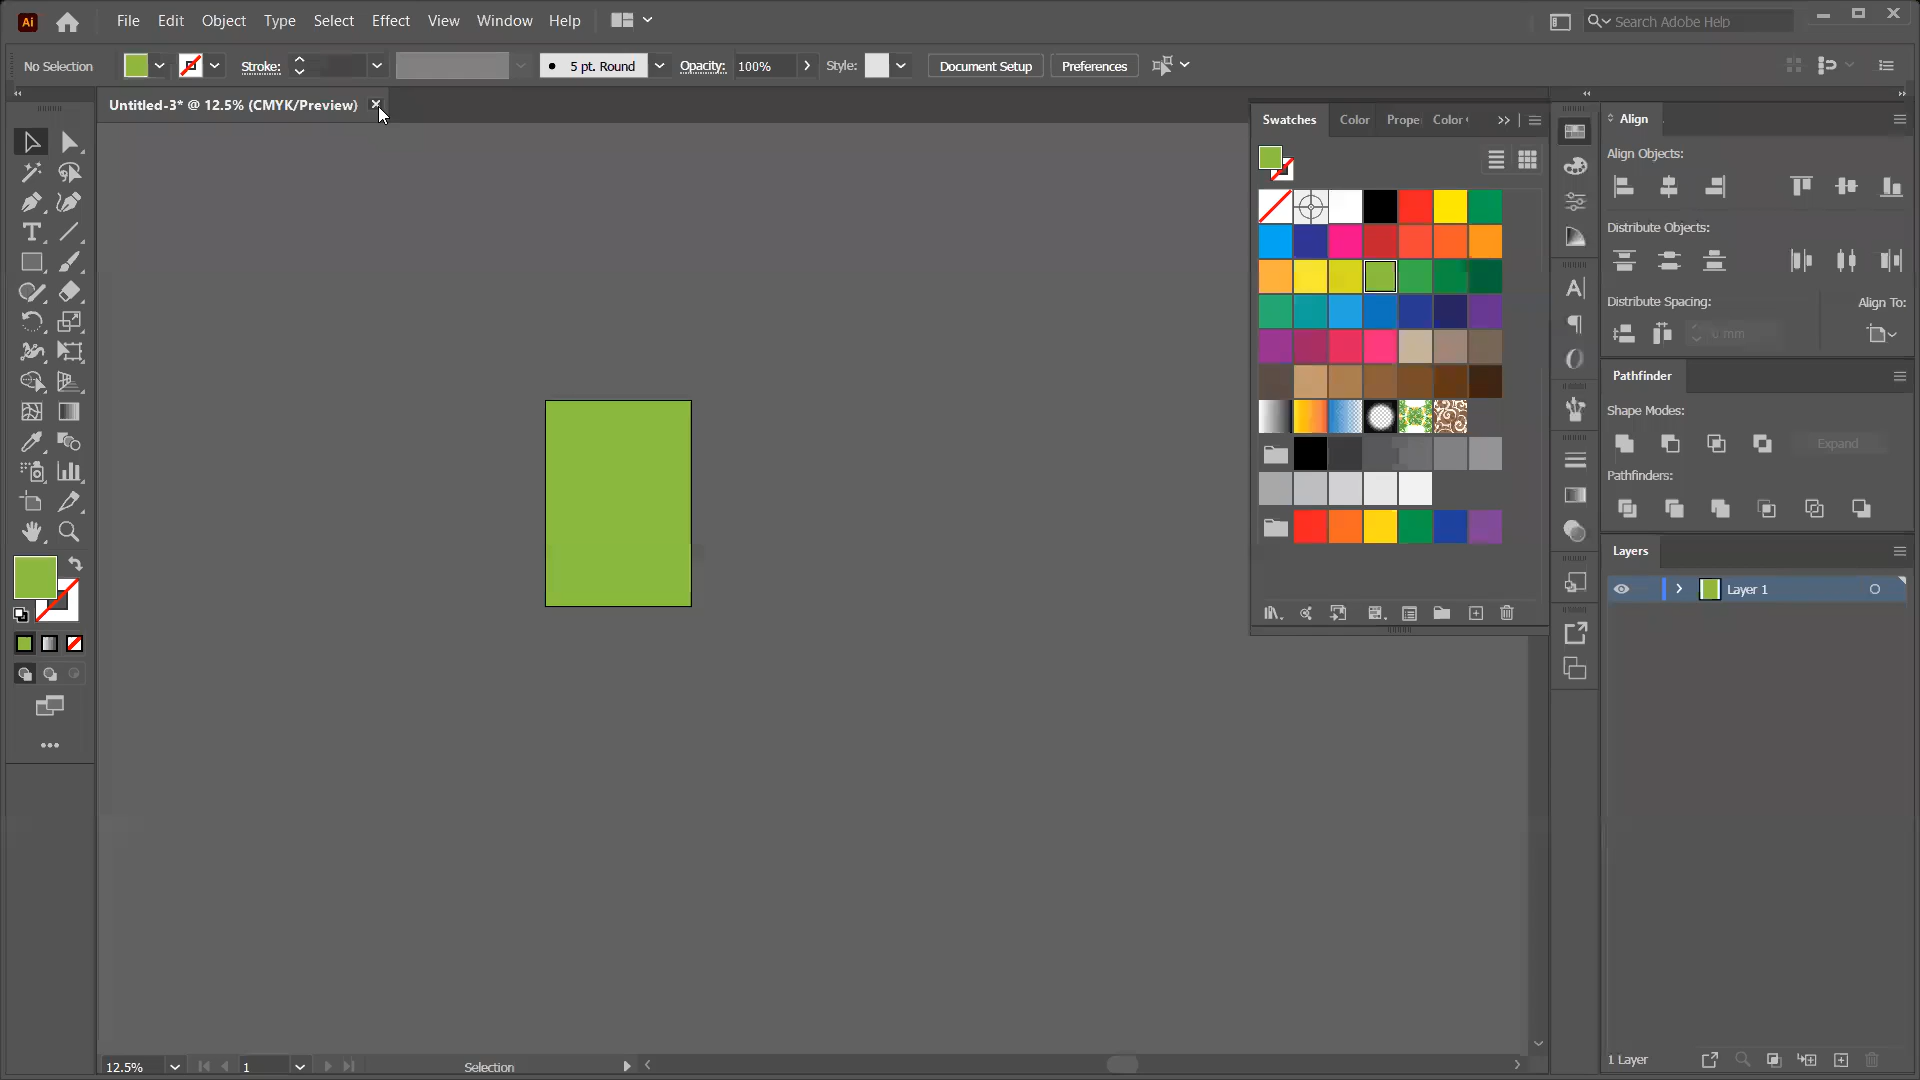 Ai File Edit Object Type Select Effect View Window Help Search Adobe Help
No Selection Stroke: 5 pt. Round Opacity: 100% Style: Document Setup Preferences
Untitled-3* @ 12.5% (CMYK/Preview)
Swatches Color Prope Color
Align
Align Objects:
Distribute Objects:
Distribute Spacing: Align To:
0 mm
Pathfinder
Shape Modes:
Expand
Pathfinders:
Layers
Layer 1
1 Layer
12.5% 1 Selection